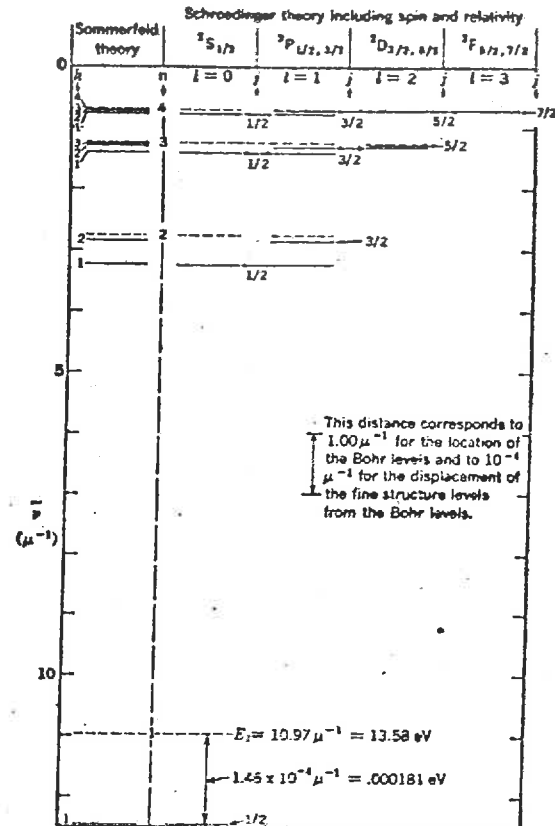 Sommerfeld theory
Schroedinger theory including spin and relativity
²S₁/₂ ²P₁/₂, ₃/₂ ²D₃/₂, ₅/₂ ²F₅/₂, ₇/₂
0
k n l = 0 j l = 1 j l = 2 j l = 3 j
4
1/2 3/2 5/2 7/2
3
1
1/2 3/2 5/2
2 2 3/2
1 1/2
5
This distance corresponds to
1.00 μ⁻¹ for the location of
the Bohr levels and to 10⁻⁴
μ⁻¹ for the displacement of
the fine structure levels
from the Bohr levels.
(μ⁻¹)
10
= 10.97 μ⁻¹ = 13.58 eV
1.46 x 10⁻⁴ μ⁻¹ = .000181 eV
1 1/2